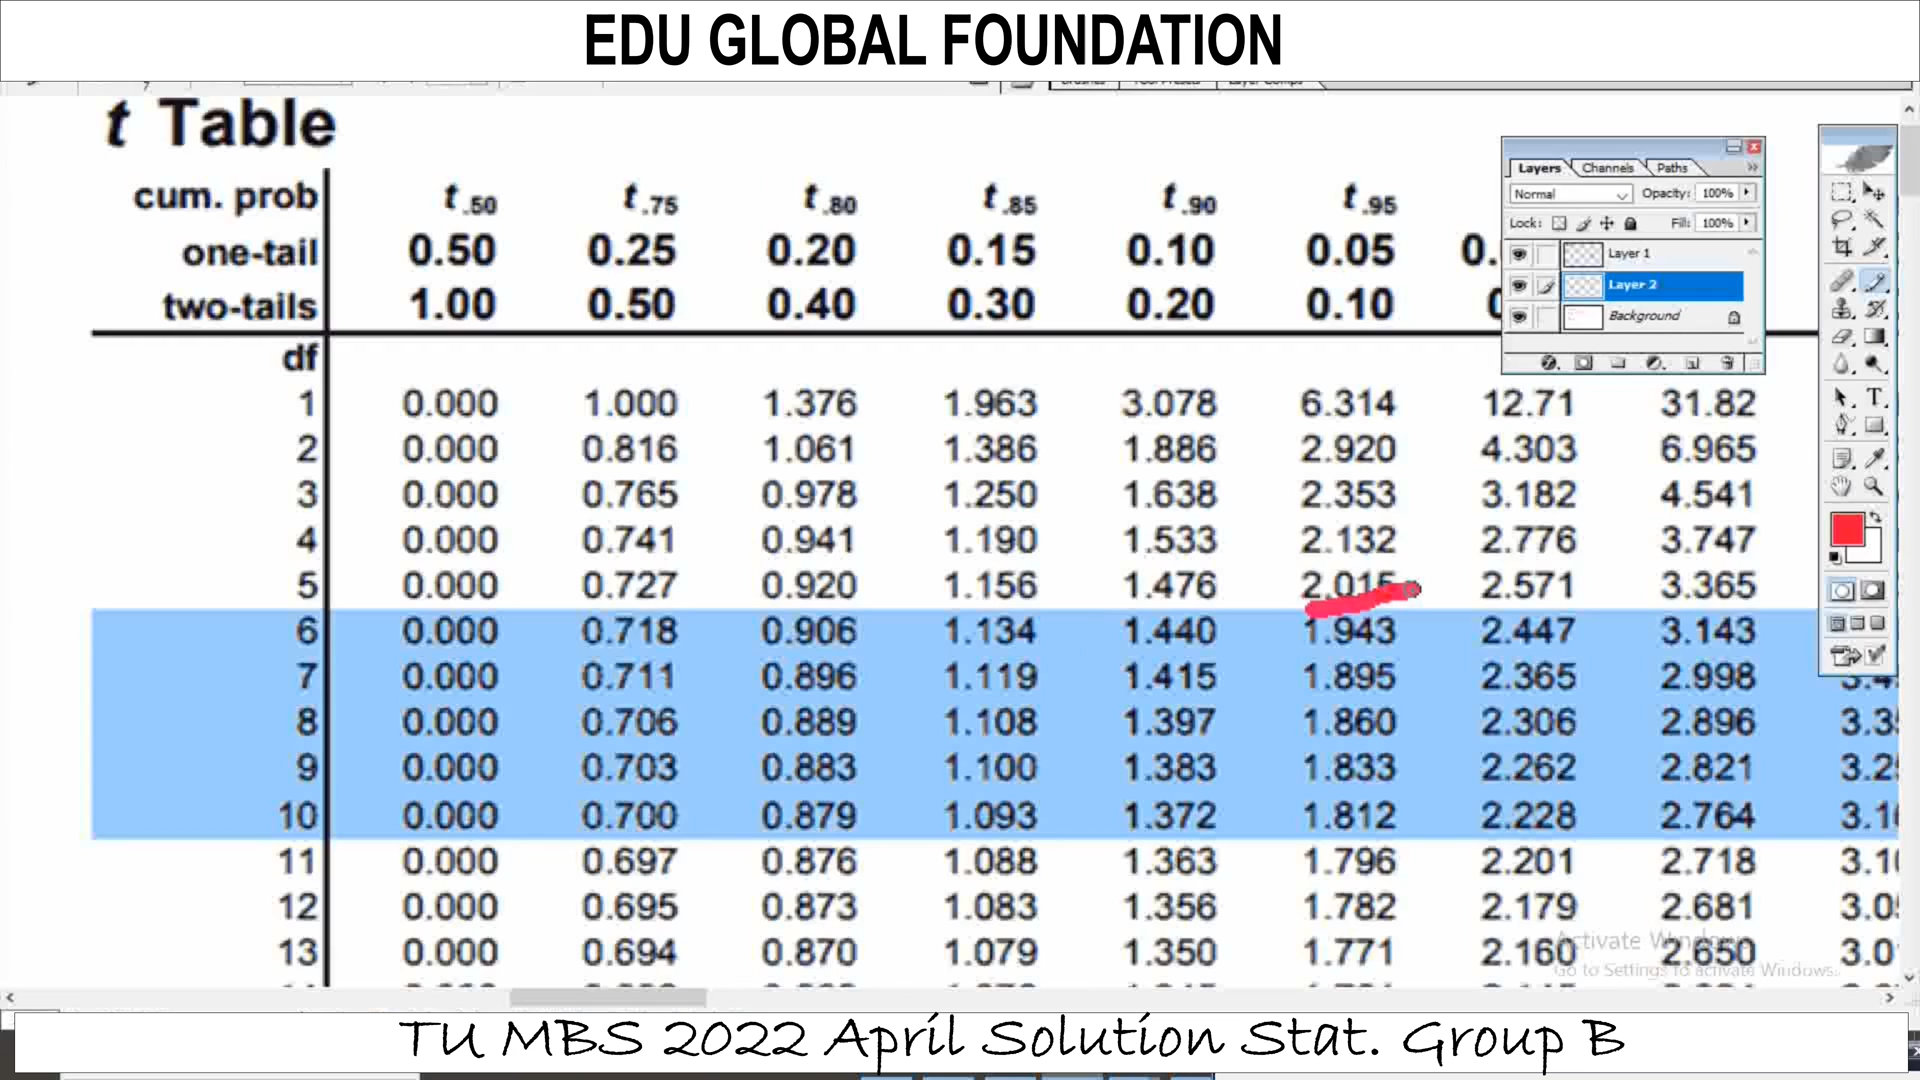 EDU GLOBAL FOUNDATION
t Table
cum. prob t.50 t.75 t.80 t.85 t.90 t.95
one-tail 0.50 0.25 0.20 0.15 0.10 0.05 0.
two-tails 1.00 0.50 0.40 0.30 0.20 0.10
df
1 0.000 1.000 1.376 1.963 3.078 6.314 12.71 31.82
2 0.000 0.816 1.061 1.386 1.886 2.920 4.303 6.965
3 0.000 0.765 0.978 1.250 1.638 2.353 3.182 4.541
4 0.000 0.741 0.941 1.190 1.533 2.132 2.776 3.747
5 0.000 0.727 0.920 1.156 1.476 2.015 2.571 3.365
6 0.000 0.718 0.906 1.134 1.440 1.943 2.447 3.143
7 0.000 0.711 0.896 1.119 1.415 1.895 2.365 2.998
8 0.000 0.706 0.889 1.108 1.397 1.860 2.306 2.896 3.3
9 0.000 0.703 0.883 1.100 1.383 1.833 2.262 2.821 3.2
10 0.000 0.700 0.879 1.093 1.372 1.812 2.228 2.764 3.1
11 0.000 0.697 0.876 1.088 1.363 1.796 2.201 2.718 3.1
12 0.000 0.695 0.873 1.083 1.356 1.782 2.179 2.681 3.0
13 0.000 0.694 0.870 1.079 1.350 1.771 2.160 2.650 3.0
Layers Channels Paths
Normal Opacity: 100%
Lock: Fill: 100%
Layer 1
Layer 2
Background
Activate Windows
Go to Settings to activate Windows.
TU MBS 2022 April Solution Stat. Group B